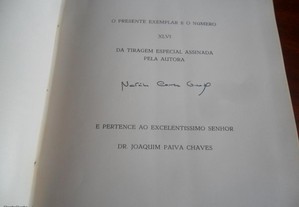 O PRESENTE EXEMPLAR É O NÚMERO
XLVI
DA TIRAGEM ESPECIAL ASSINADA
PELA AUTORA
E PERTENCE AO EXCELENTÍSSIMO SENHOR
DR. JOAQUIM PAIVA CHAVES